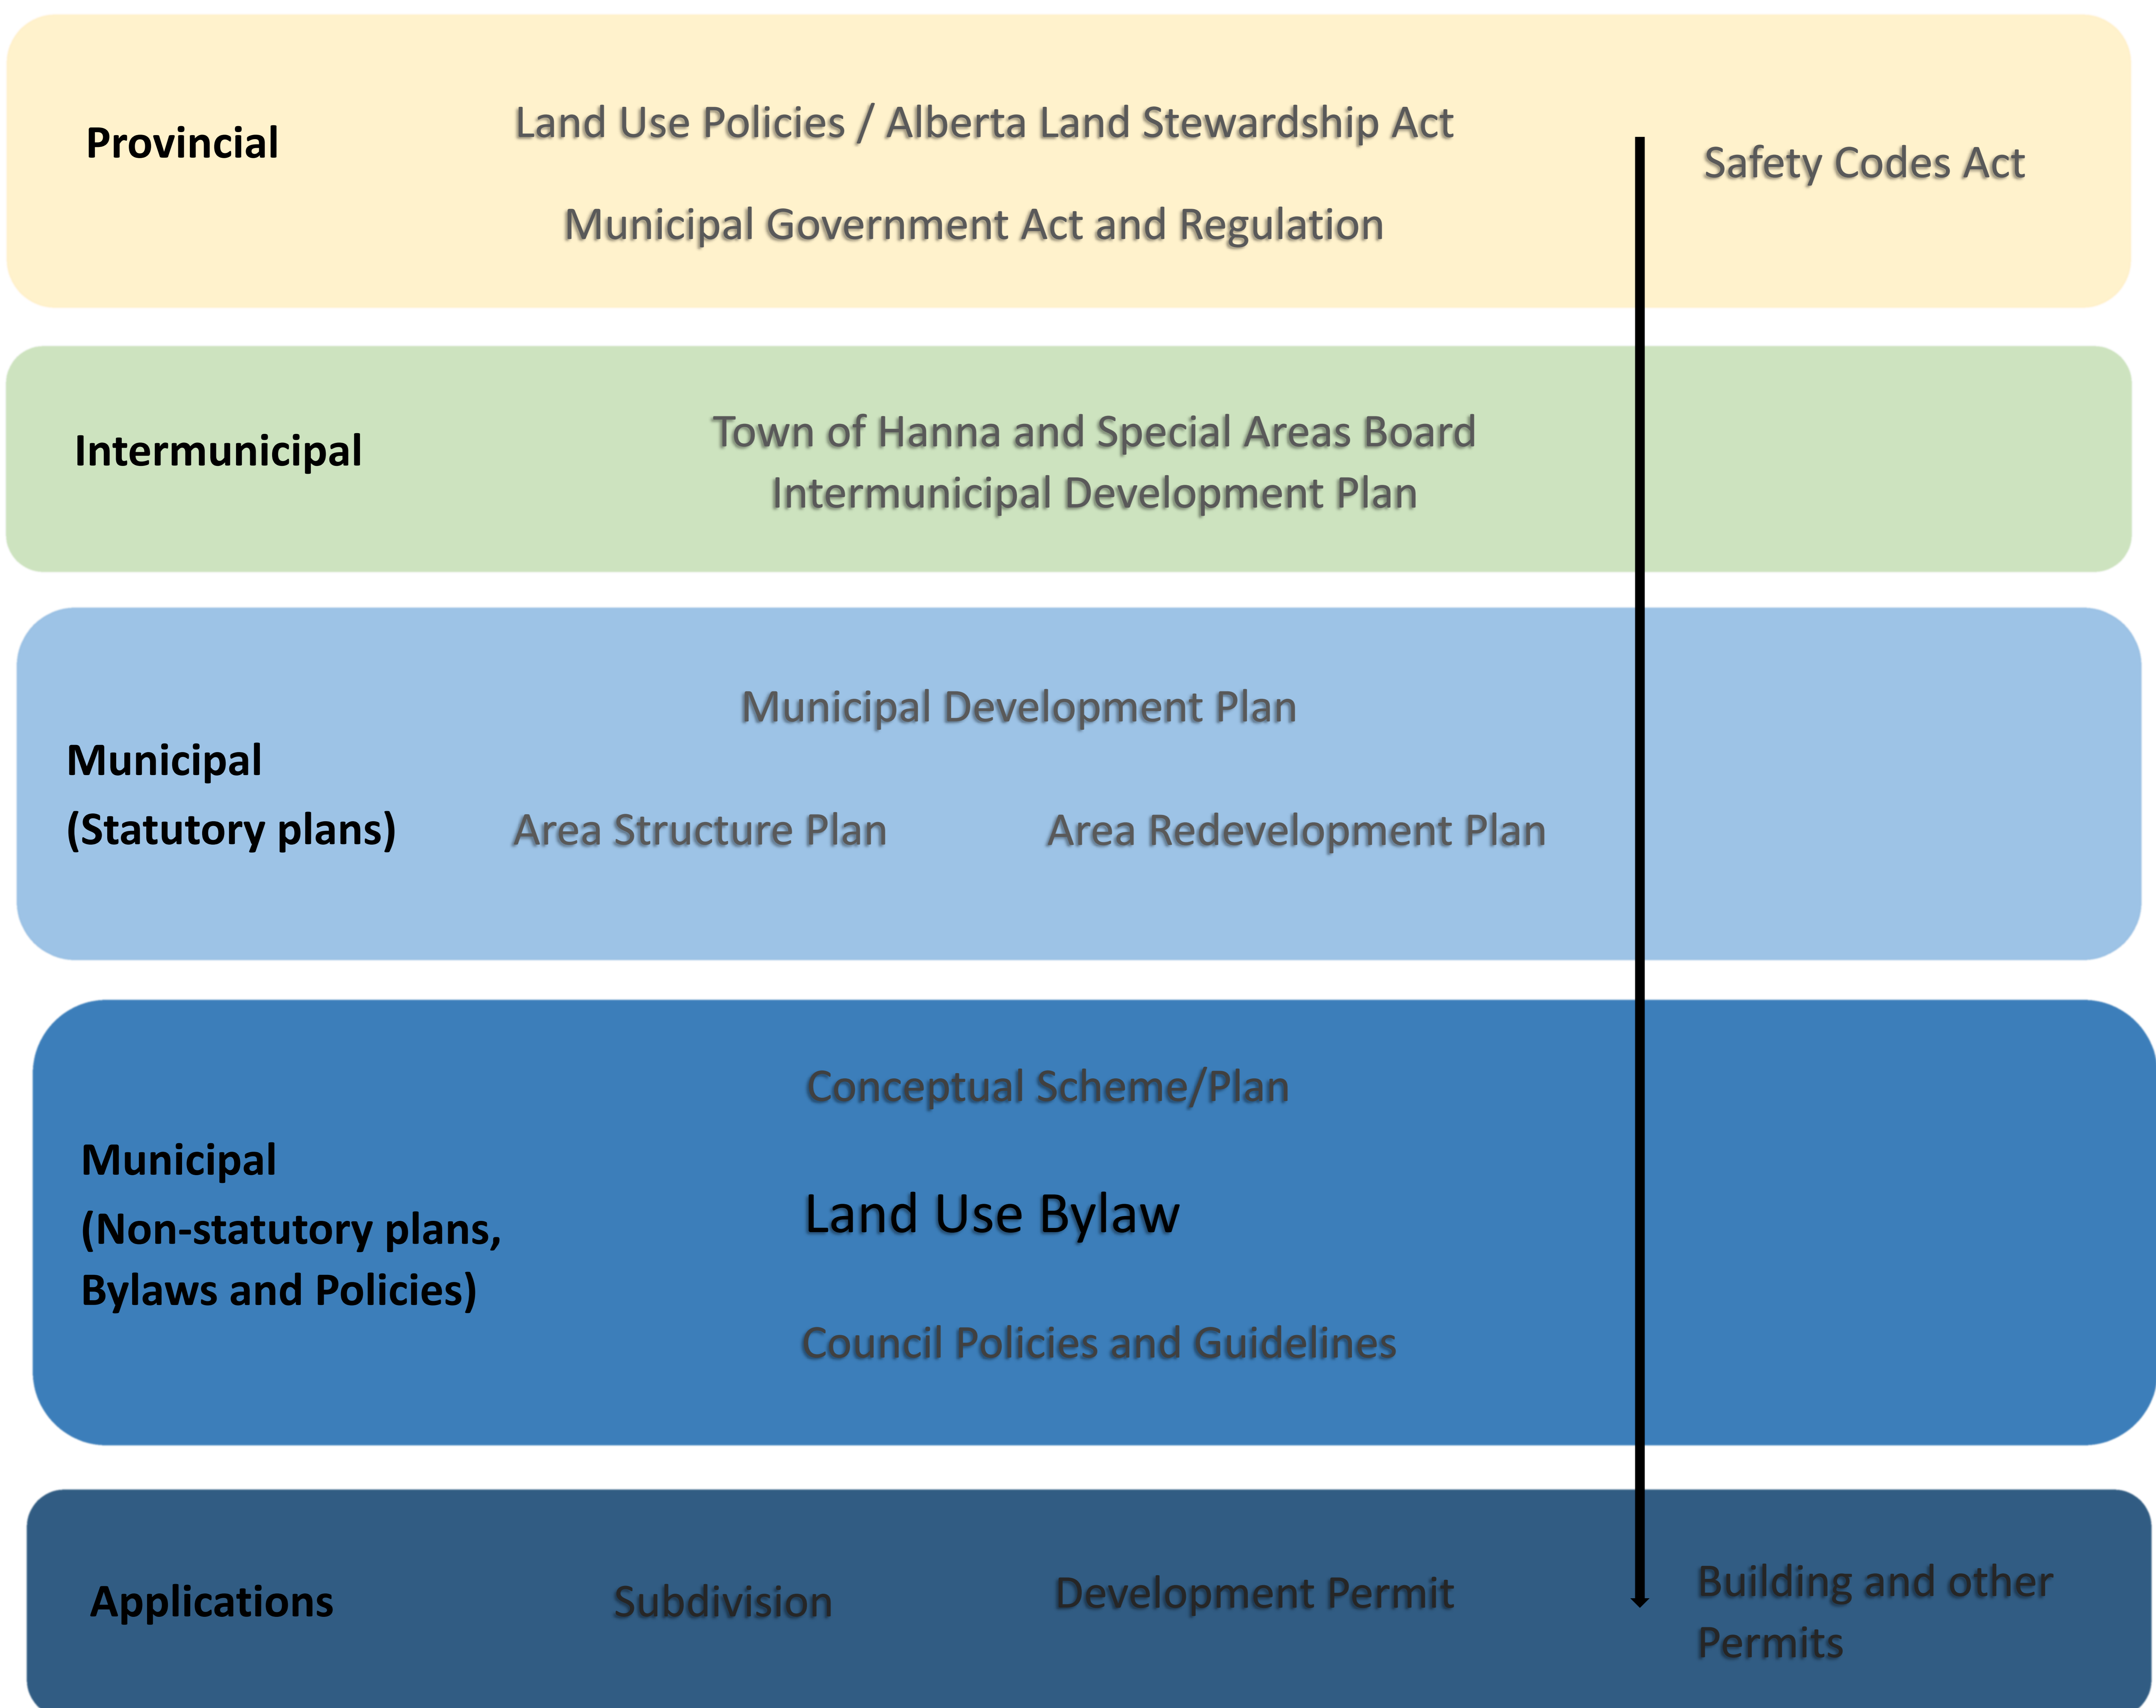 Provincial
Land Use Policies / Alberta Land Stewardship Act
Municipal Government Act and Regulation
Safety Codes Act
Intermunicipal
Town of Hanna and Special Areas Board
Intermunicipal Development Plan
Municipal
(Statutory plans)
Municipal Development Plan
Area Structure Plan
Area Redevelopment Plan
Municipal
(Non-statutory plans,
Bylaws and Policies)
Conceptual Scheme/Plan
Land Use Bylaw
Council Policies and Guidelines
Applications
Subdivision
Development Permit
Building and other
Permits